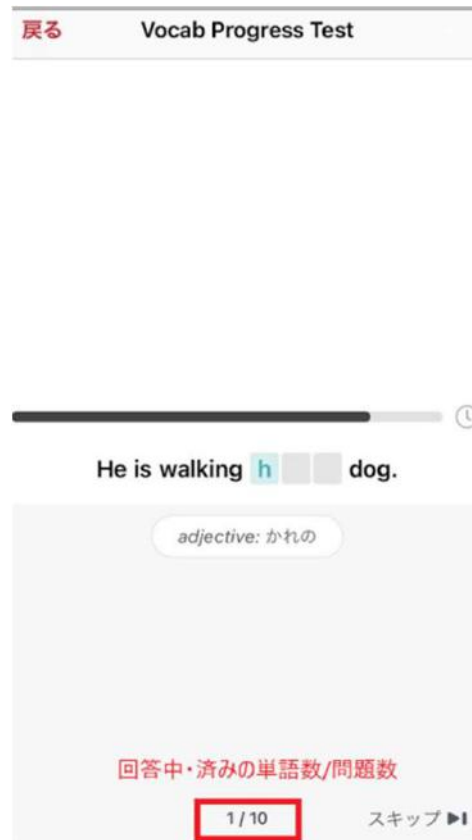 戻る Vocab Progress Test
He is walking h dog.
adjective: かれの
回答中・済みの単語数/問題数
1 / 10 スキップ